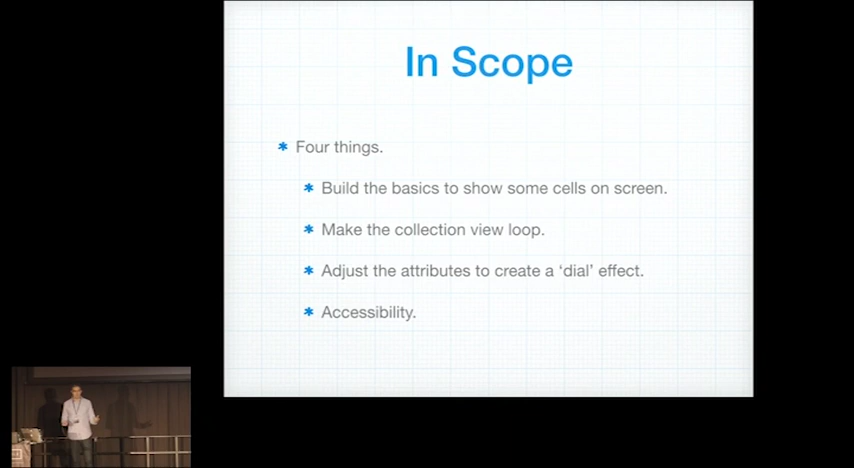 In Scope
* Four things.
* Build the basics to show some cells on screen.
* Make the collection view loop.
* Adjust the attributes to create a ‘dial’ effect.
* Accessibility.